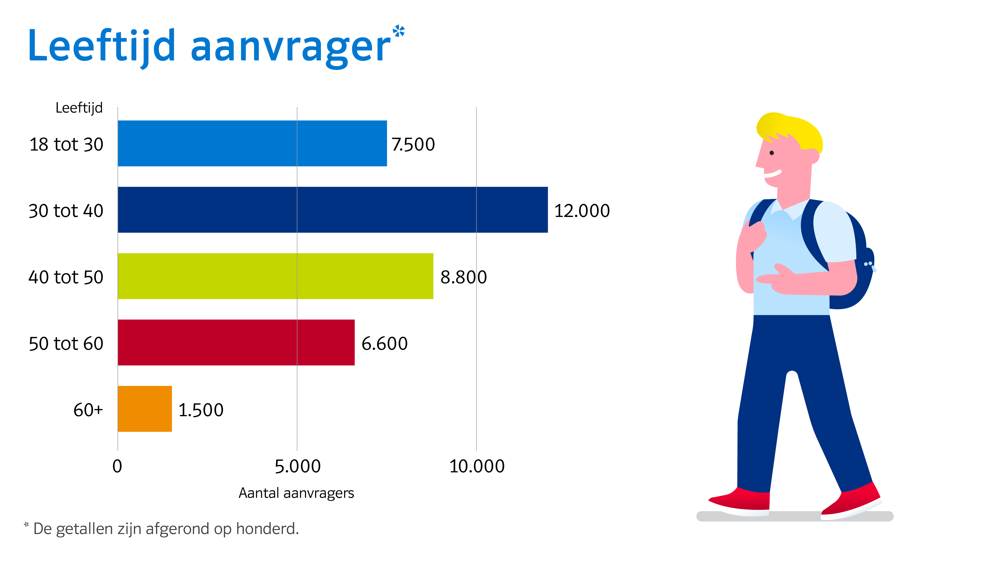 Leeftijd aanvrager*
Leeftijd
18 tot 30 7.500
30 tot 40 12.000
40 tot 50 8.800
50 tot 60 6.600
60+ 1.500
0 5.000 10.000
Aantal aanvragers
* De getallen zijn afgerond op honderd.